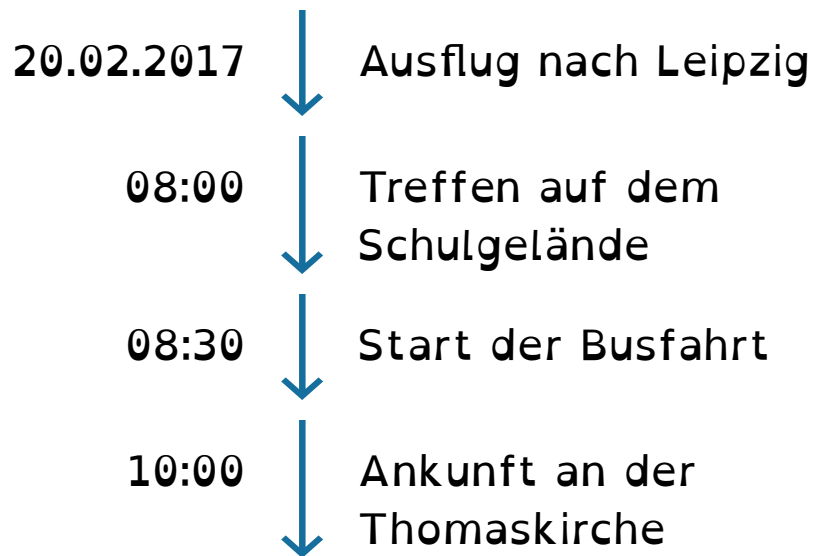 20.02.2017 Ausflug nach Leipzig
08:00 Treffen auf dem
Schulgelände
08:30 Start der Busfahrt
10:00 Ankunft an der
Thomaskirche